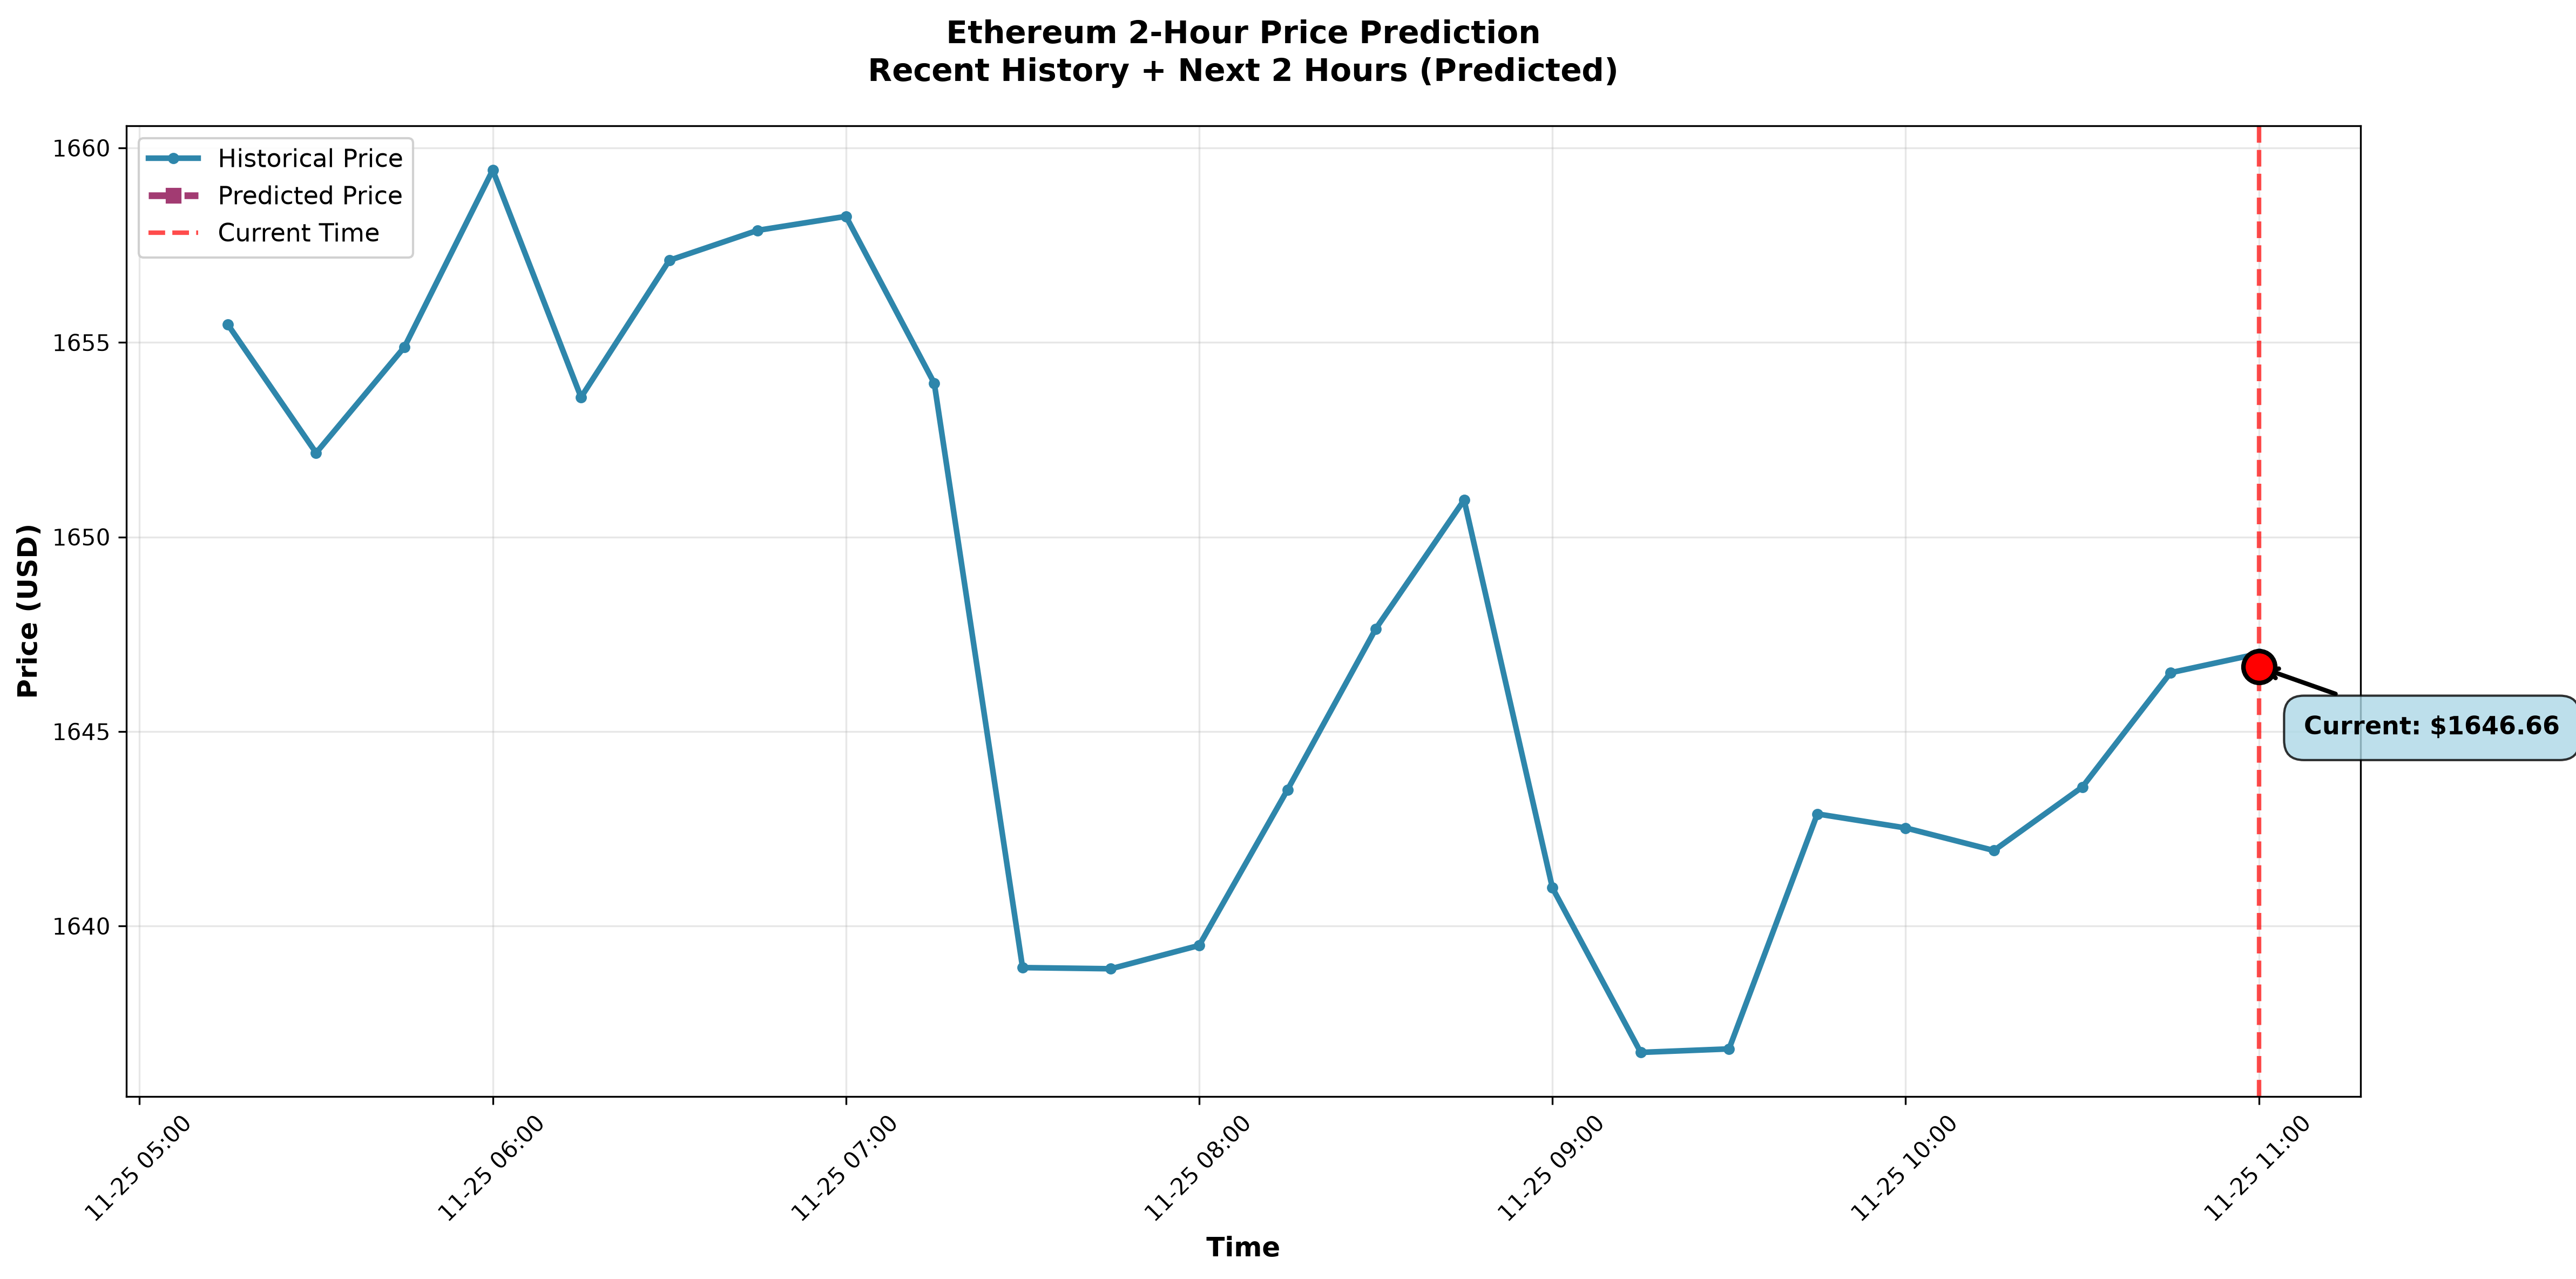 Ethereum 2-Hour Price Prediction
Recent History + Next 2 Hours (Predicted)
Historical Price
Predicted Price
Current Time
Price (USD)
1660
1655
1650
1645
1640
Current: $1646.66
11-25 05:00
11-25 06:00
11-25 07:00
11-25 08:00
11-25 09:00
11-25 10:00
11-25 11:00
Time